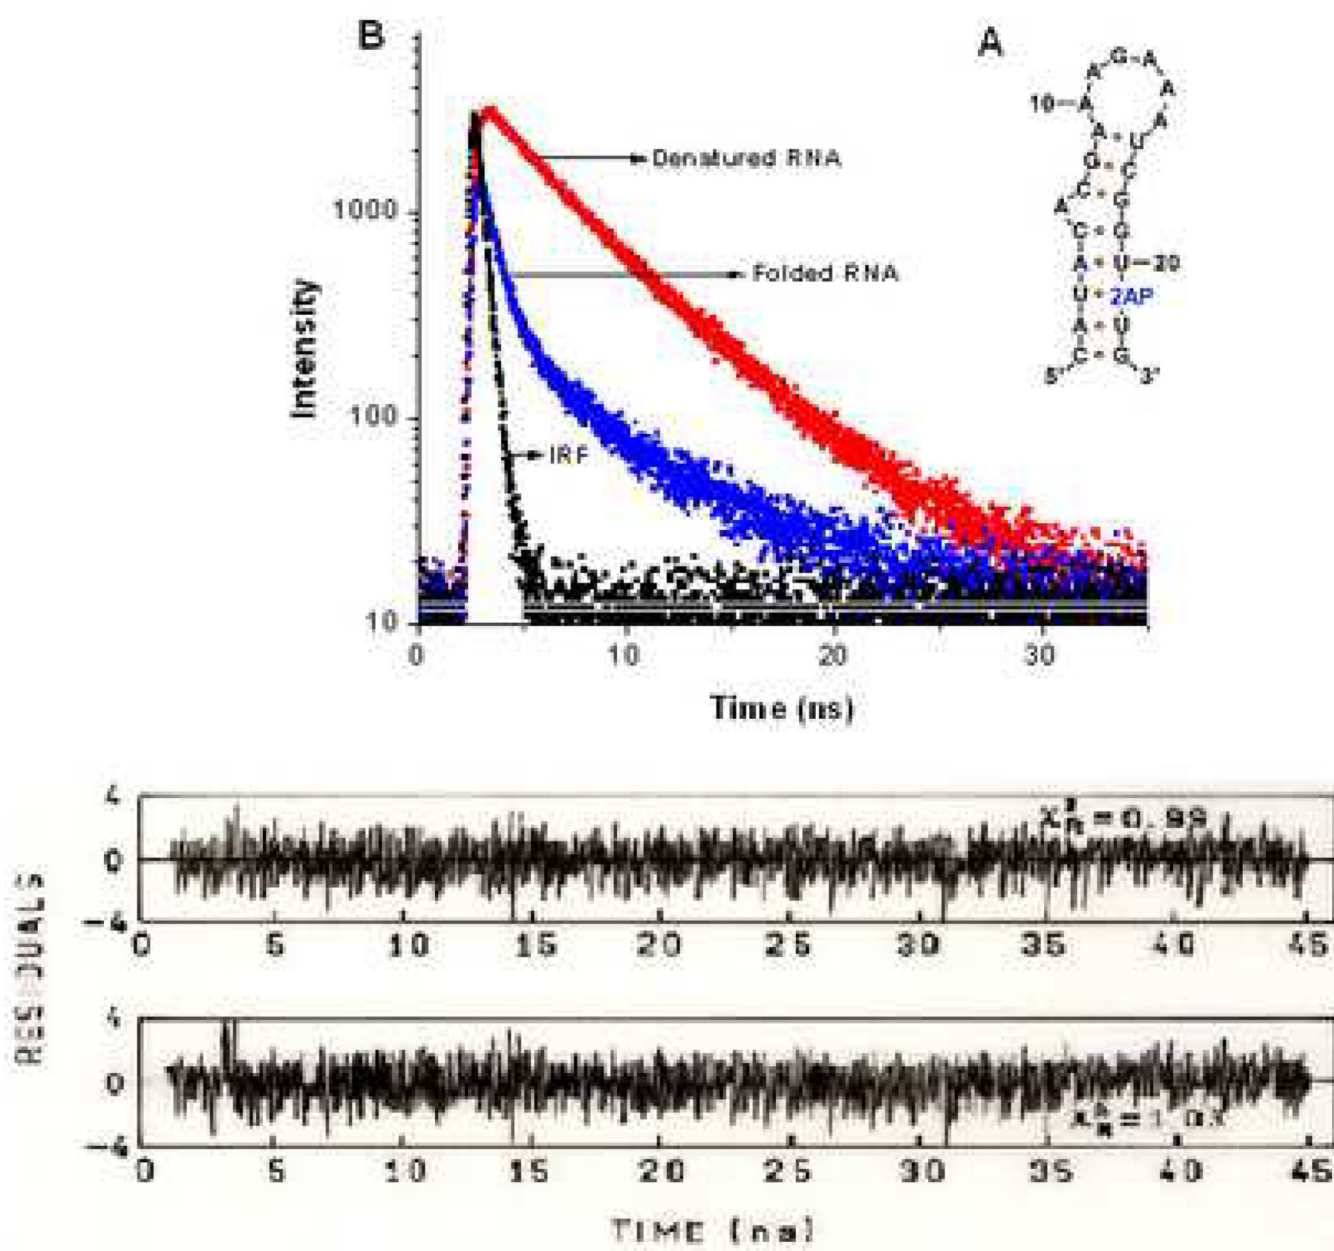 B
A
Intensity
1000
100
10
0
10
20
30
Time (ns)
Denatured RNA
Folded RNA
IRF
A G A
A A
10 A A
A U
G C
C G
A
C G
A U 20
U 2AP
A U
5' C G 3'
RESIDUALS
4
0
-4
0 5 10 15 20 25 30 35 40 45
4
0
-4
0 5 10 15 20 25 30 35 40 45
TIME (ns)